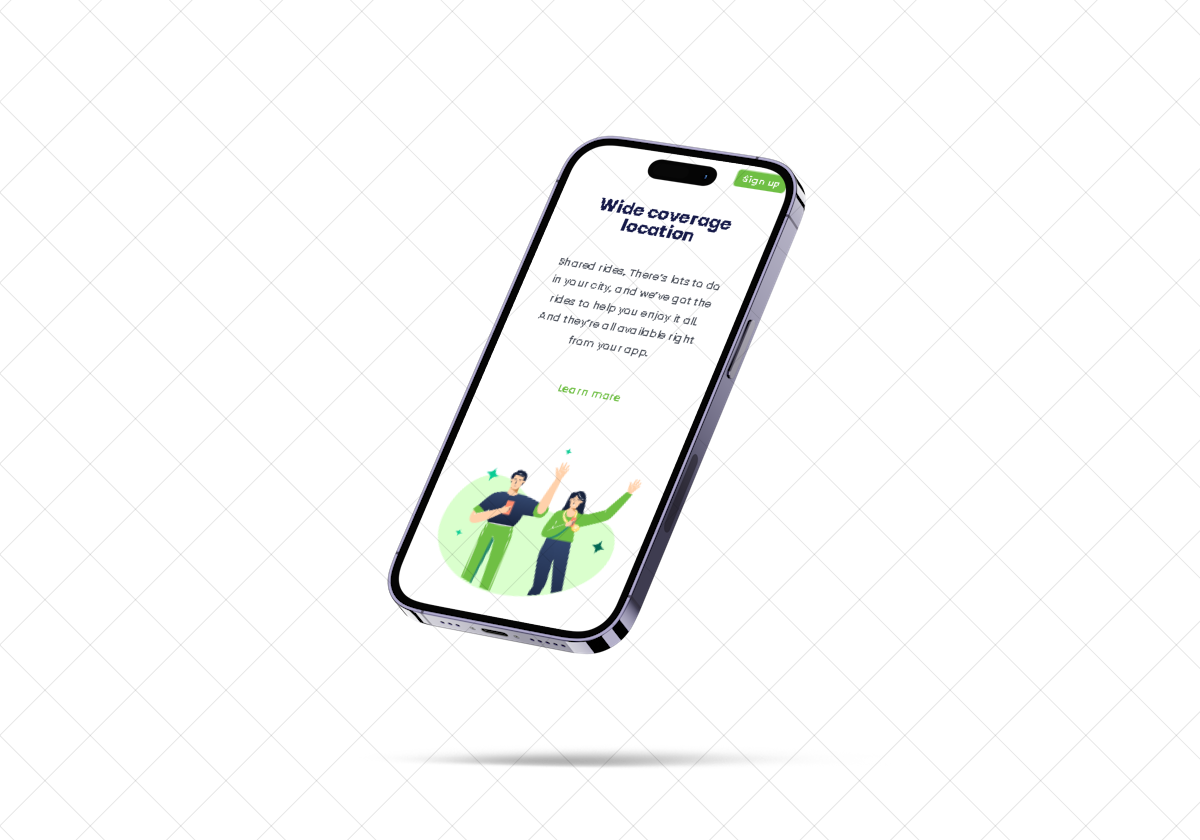 Sign up
Wide coverage
location
Shared rides, There's lots to do
in your city, and we've got the
rides to help you enjoy it all.
And they're all available right
from your app.
Learn more